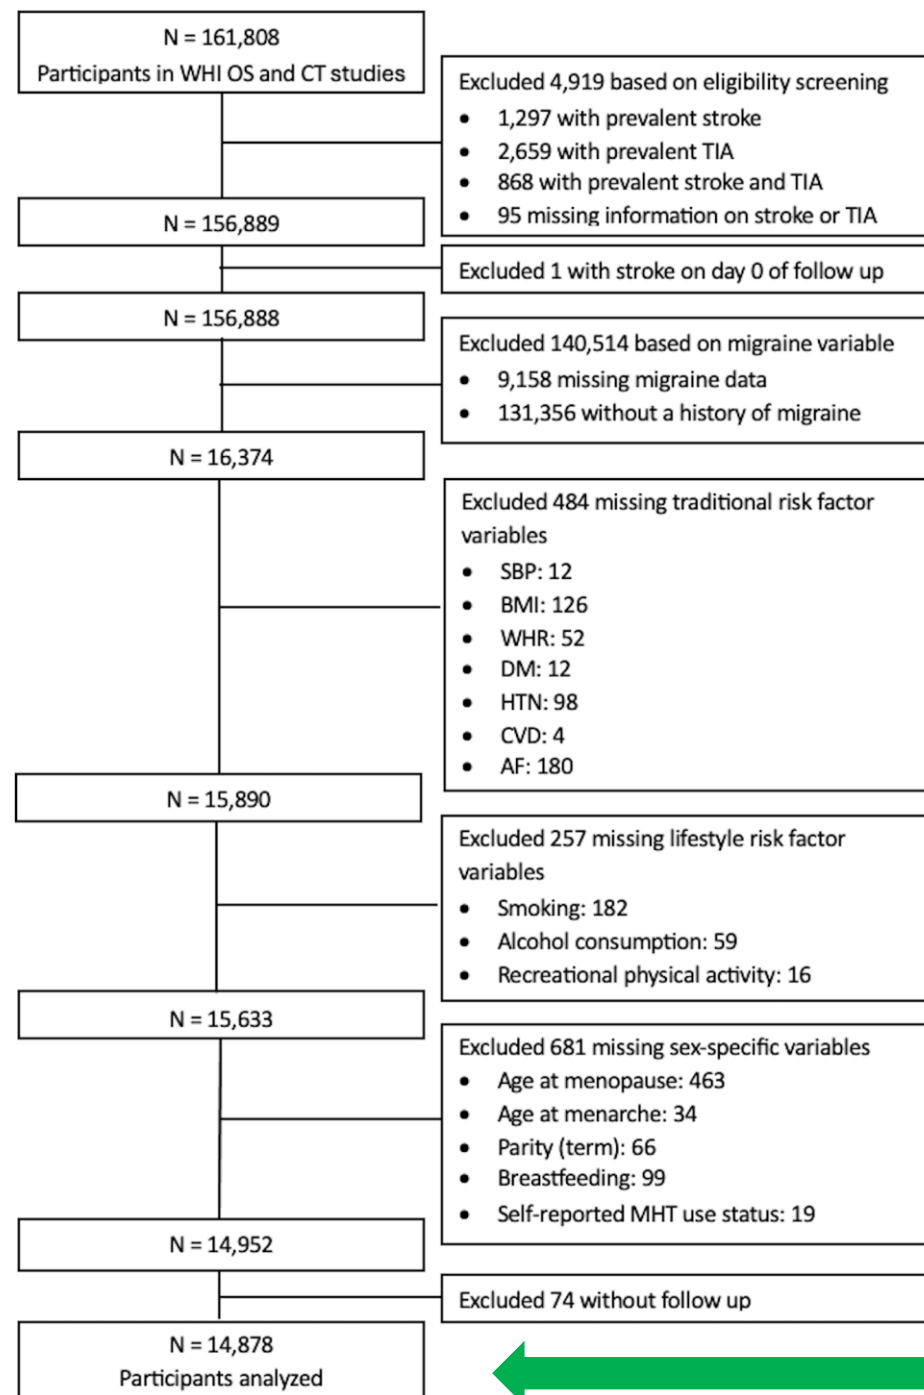 N = 161,808
Participants in WHI OS and CT studies
Excluded 4,919 based on eligibility screening
• 1,297 with prevalent stroke
• 2,659 with prevalent TIA
• 868 with prevalent stroke and TIA
• 95 missing information on stroke or TIA
N = 156,889
Excluded 1 with stroke on day 0 of follow up
N = 156,888
Excluded 140,514 based on migraine variable
• 9,158 missing migraine data
• 131,356 without a history of migraine
N = 16,374
Excluded 484 missing traditional risk factor
variables
• SBP: 12
• BMI: 126
• WHR: 52
• DM: 12
• HTN: 98
• CVD: 4
• AF: 180
N = 15,890
Excluded 257 missing lifestyle risk factor
variables
• Smoking: 182
• Alcohol consumption: 59
• Recreational physical activity: 16
N = 15,633
Excluded 681 missing sex-specific variables
• Age at menopause: 463
• Age at menarche: 34
• Parity (term): 66
• Breastfeeding: 99
• Self-reported MHT use status: 19
N = 14,952
Excluded 74 without follow up
N = 14,878
Participants analyzed